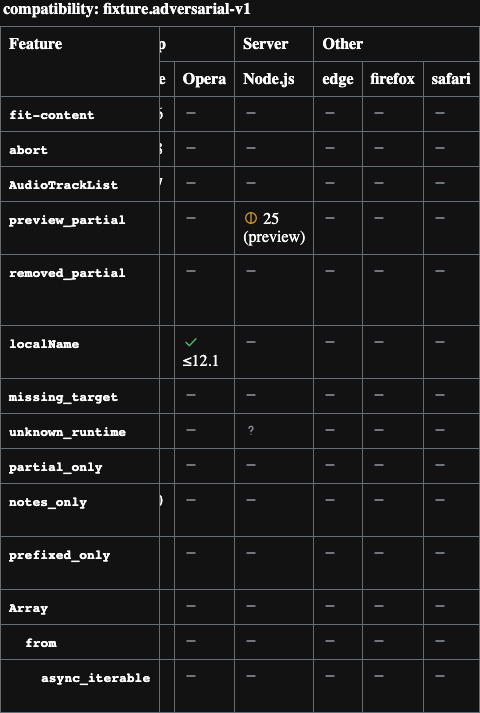 compatibility: fixture.adversarial-v1
Feature Server Other
Opera Node.js edge firefox safari
fit-content — — — — —
abort — — — — —
AudioTrackList — — — — —
preview_partial — 25 — — —
(preview)
removed_partial — — — — —
localName ✓ — — — —
≤12.1
missing_target — — — — —
unknown_runtime — ? — — —
partial_only — — — — —
notes_only — — — — —
prefixed_only — — — — —
Array — — — — —
from — — — — —
async_iterable — — — — —